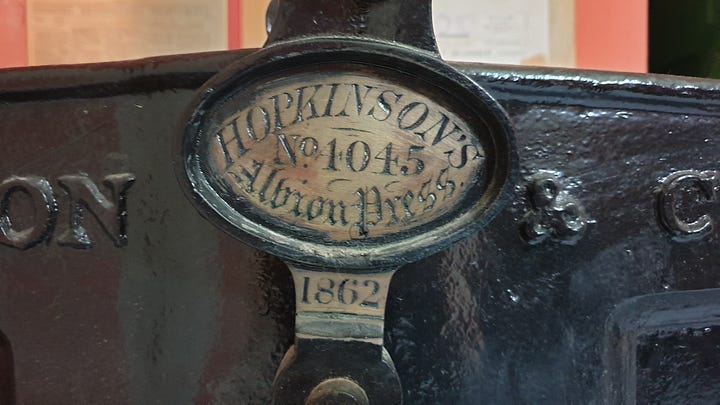 HOPKINSON'S
No. 1045
Albion Press.
1862
ON & C